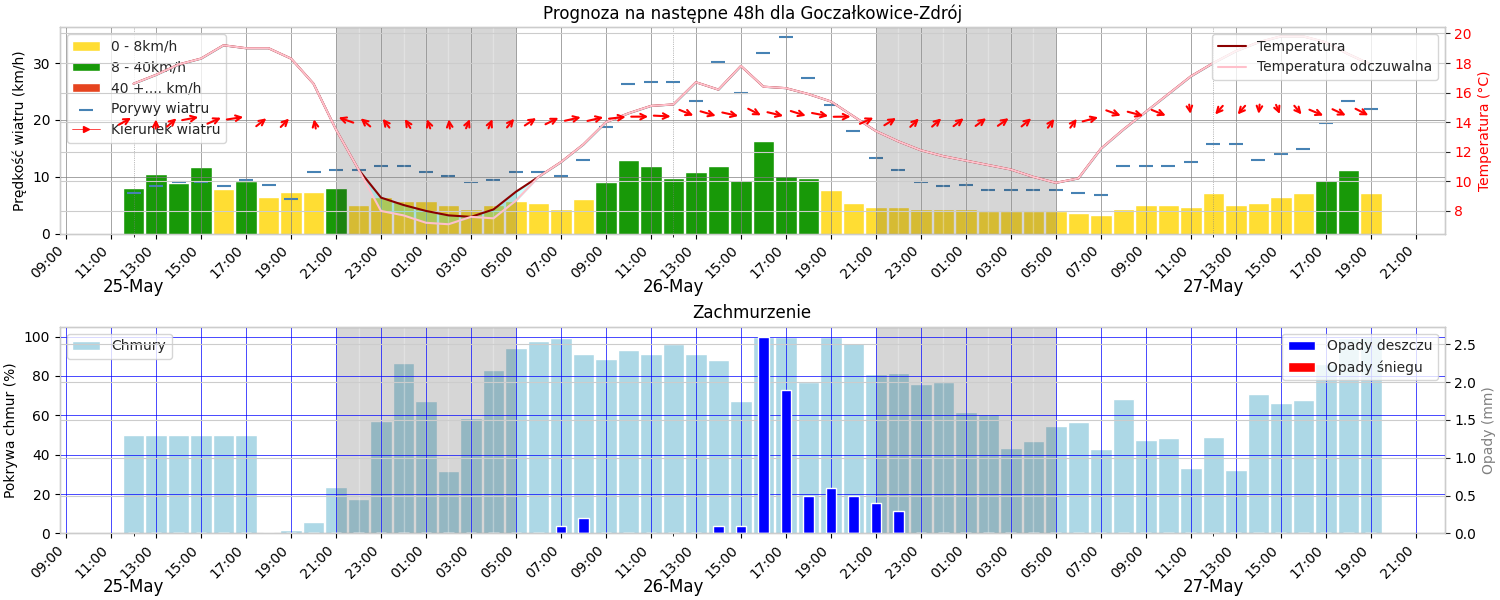 Prognoza na następne 48h dla Goczałkowice-Zdrój
Prędkość wiatru (km/h)
30
20
10
0
0 - 8km/h
8 - 40km/h
40 +.... km/h
Porywy wiatru
Kierunek wiatru
Temperatura
Temperatura odczuwalna
20
18
16
14
12
10
8
Temperatura (°C)
09:00 11:00 13:00 15:00 17:00 19:00 21:00 23:00 01:00 03:00 05:00 07:00 09:00 11:00 13:00 15:00 17:00 19:00 21:00 23:00 01:00 03:00 05:00 07:00 09:00 11:00 13:00 15:00 17:00 19:00 21:00
25-May 26-May 27-May
Zachmurzenie
Pokrywa chmur (%)
100
80
60
40
20
0
Chmury
Opady deszczu
Opady śniegu
2.5
2.0
1.5
1.0
0.5
0.0
Opady (mm)
09:00 11:00 13:00 15:00 17:00 19:00 21:00 23:00 01:00 03:00 05:00 07:00 09:00 11:00 13:00 15:00 17:00 19:00 21:00 23:00 01:00 03:00 05:00 07:00 09:00 11:00 13:00 15:00 17:00 19:00 21:00
25-May 26-May 27-May